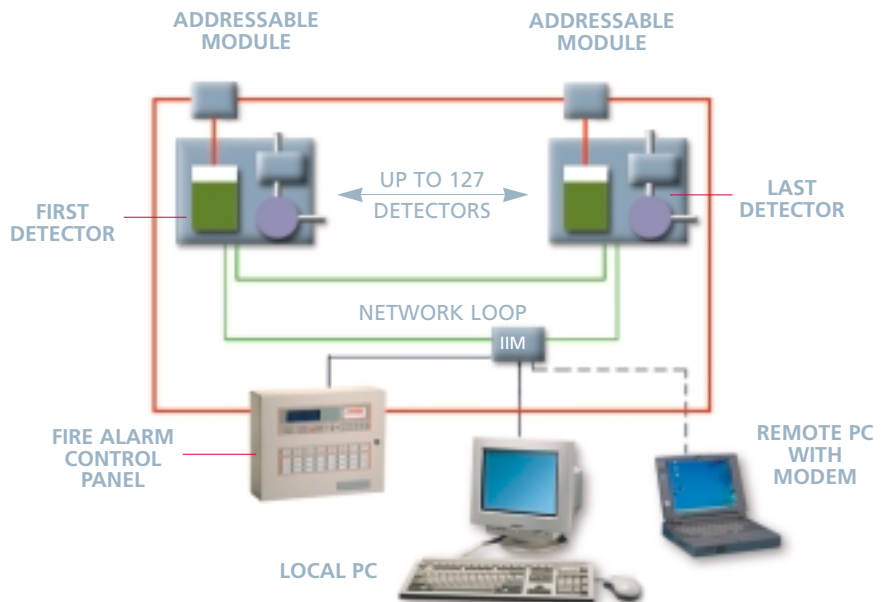 ADDRESSABLE
MODULE
ADDRESSABLE
MODULE
UP TO 127
DETECTORS
FIRST
DETECTOR
LAST
DETECTOR
NETWORK LOOP
IIM
FIRE ALARM
CONTROL
PANEL
REMOTE PC
WITH
MODEM
LOCAL PC